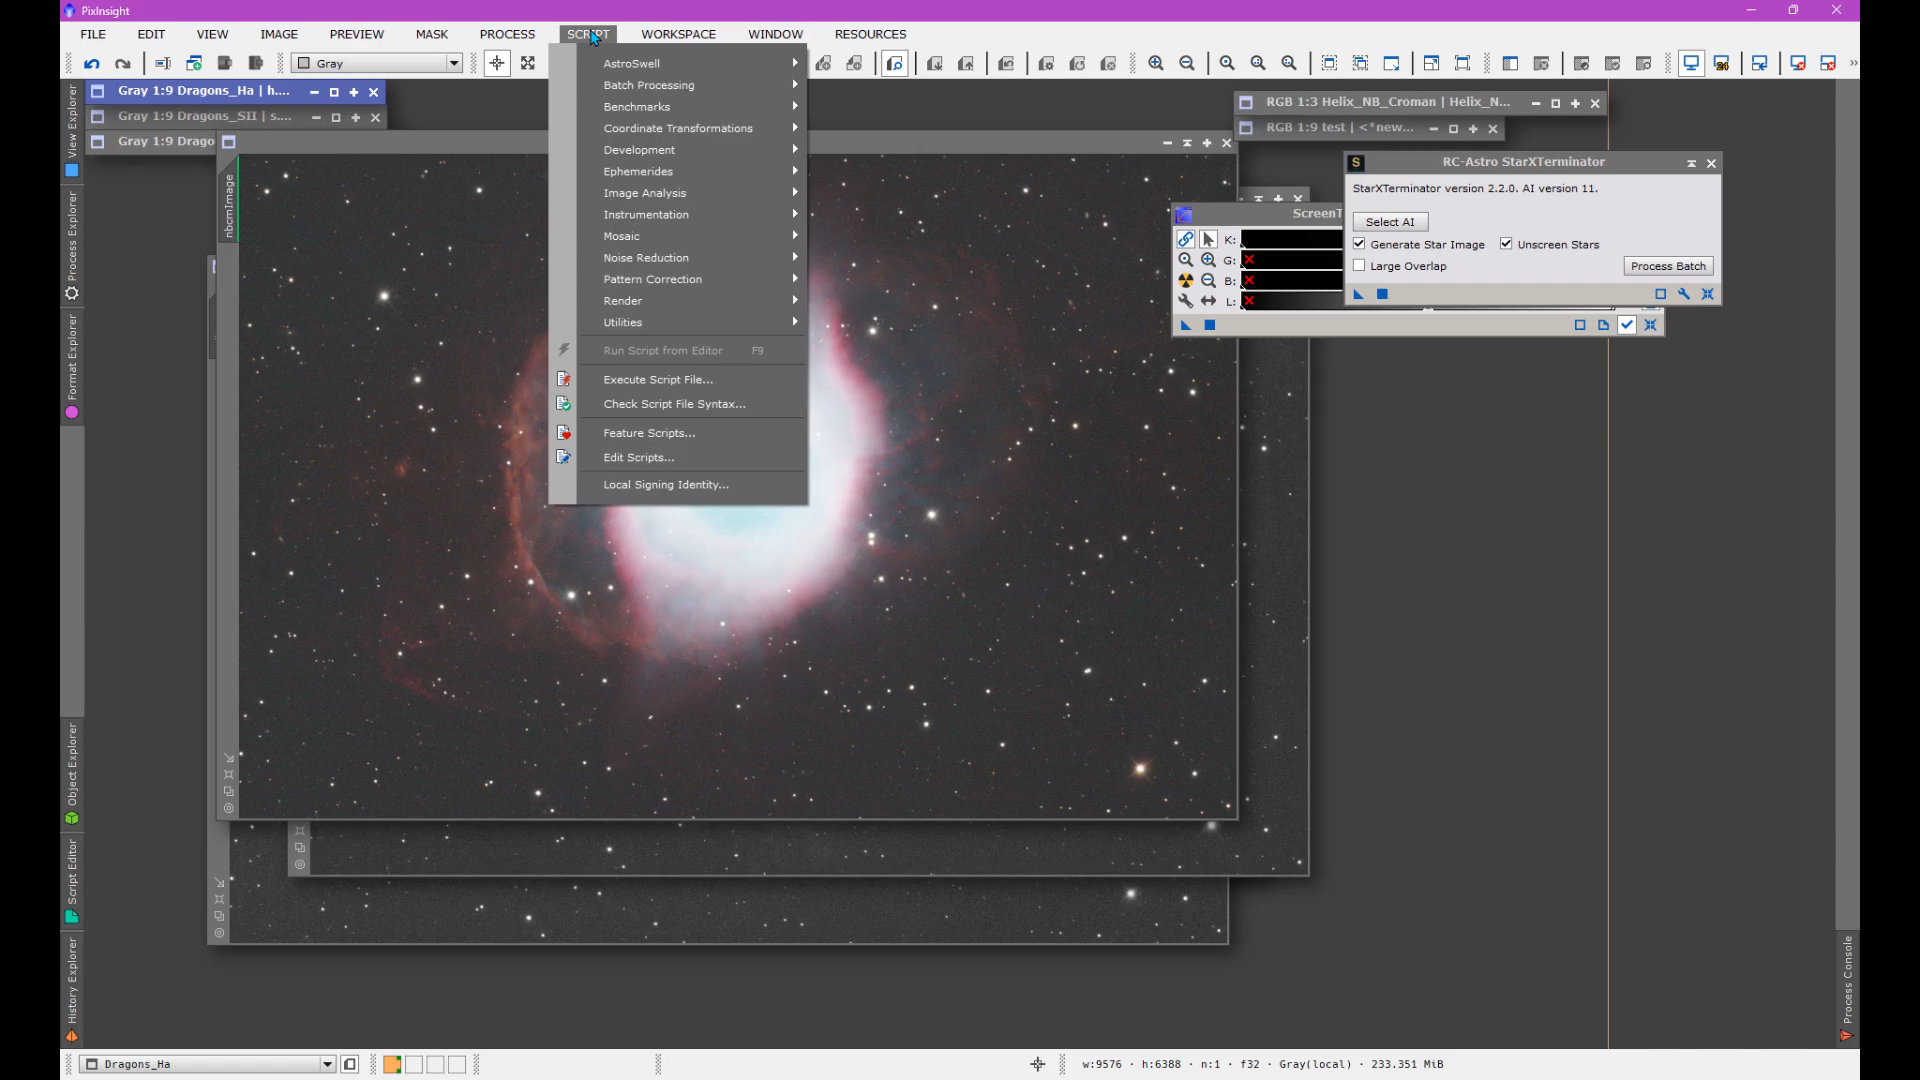 PixInsight
FILE EDIT VIEW IMAGE PREVIEW MASK PROCESS SCRIPT WORKSPACE WINDOW RESOURCES
Gray
View Explorer
Process Explorer
Format Explorer
Object Explorer
Script Editor
History Explorer
Gray 1:9 Dragons_Ha | h....
Gray 1:9 Dragons_SII | s....
Gray 1:9 Drago
nbcmImage
AstroSwell
Batch Processing
Benchmarks
Coordinate Transformations
Development
Ephemerides
Image Analysis
Instrumentation
Mosaic
Noise Reduction
Pattern Correction
Render
Utilities
Run Script from Editor F9
Execute Script File...
Check Script File Syntax...
Feature Scripts...
Edit Scripts...
Local Signing Identity...
RGB 1:3 Helix_NB_Croman | Helix_N...
RGB 1:9 test | <*new...
ScreenT
K:
G:
B:
L:
S
RC-Astro StarXTerminator
StarXTerminator version 2.2.0. AI version 11.
Select AI
Generate Star Image Unscreen Stars
Large Overlap Process Batch
Process Console
Dragons_Ha
w:9576 · h:6388 · n:1 · f32 · Gray(local) · 233.351 MiB